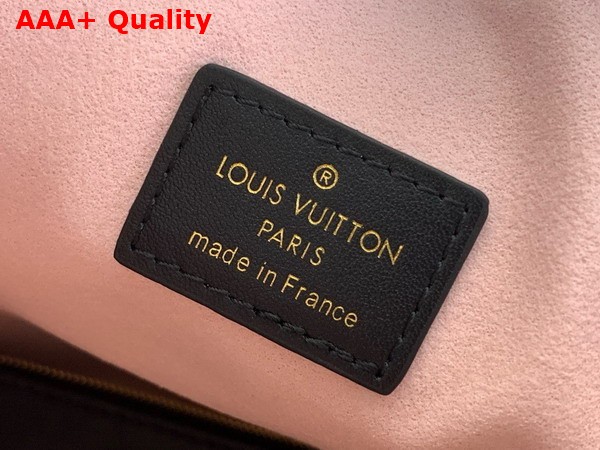 AAA+ Quality
®
LOUIS VUITTON
PARIS
made in France